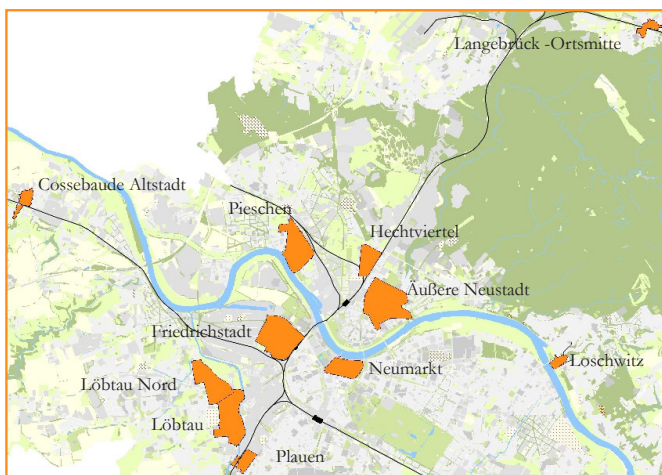 Langebrück -Ortsmitte
Cossebaude Altstadt
Pieschen
Hechtviertel
Äußere Neustadt
Friedrichstadt
Neumarkt
Loschwitz
Löbtau Nord
Löbtau
Plauen